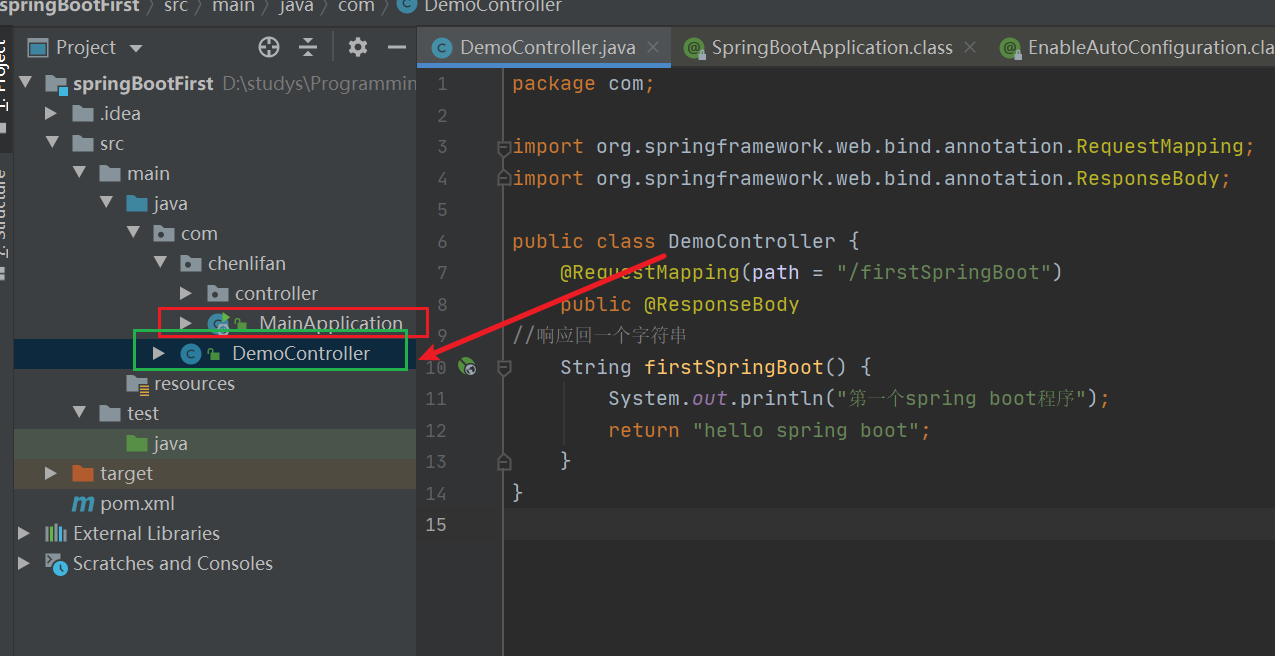 springBootFirst src main java com DemoController
Project
DemoController.java
SpringBootApplication.class
EnableAutoConfiguration.cla
1: Project
7: Structure
springBootFirst D:\studys\Programmin
.idea
src
main
java
com
chenlifan
controller
MainApplication
DemoController
resources
test
java
target
pom.xml
External Libraries
Scratches and Consoles
1 package com;
2
3 import org.springframework.web.bind.annotation.RequestMapping;
4 import org.springframework.web.bind.annotation.ResponseBody;
5
6 public class DemoController {
7 @RequestMapping(path = "/firstSpringBoot")
8 public @ResponseBody
9 //响应回一个字符串
10 String firstSpringBoot() {
11 System.out.println("第一个spring boot程序");
12 return "hello spring boot";
13 }
14 }
15